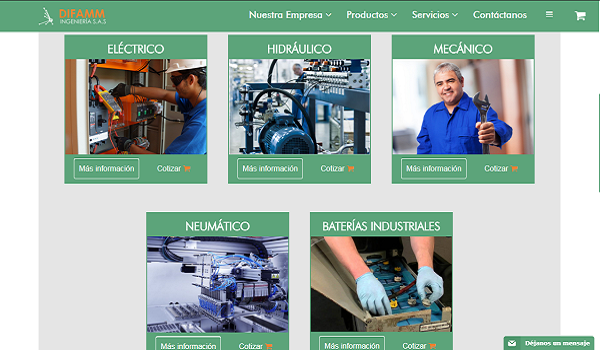 DIFAMM
INGENIERÍA S.A.S
Nuestra Empresa Productos Servicios Contáctanos
ELÉCTRICO
HIDRÁULICO
MECÁNICO
Más información Cotizar
Más información Cotizar
Más información Cotizar
NEUMÁTICO
BATERÍAS INDUSTRIALES
Más información Cotizar
Más información Cotizar
Déjanos un mensaje